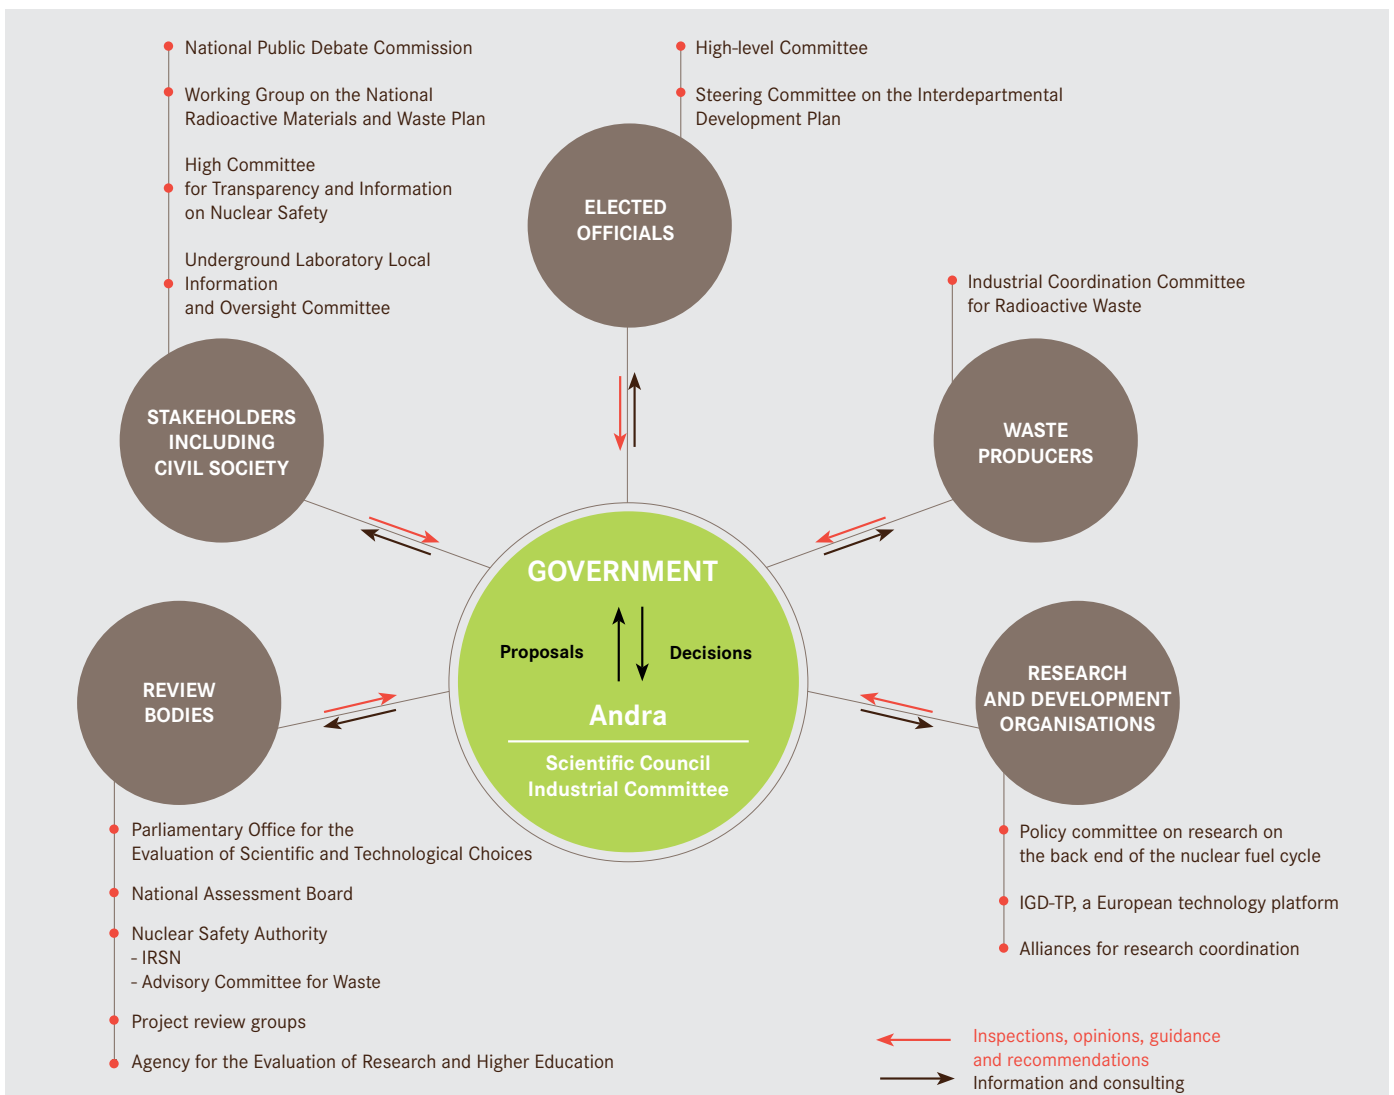 National Public Debate Commission
Working Group on the National
Radioactive Materials and Waste Plan
High Committee
for Transparency and Information
on Nuclear Safety
Underground Laboratory Local
Information
and Oversight Committee
STAKEHOLDERS
INCLUDING
CIVIL SOCIETY
High-level Committee
Steering Committee on the Interdepartmental
Development Plan
ELECTED
OFFICIALS
Industrial Coordination Committee
for Radioactive Waste
WASTE
PRODUCERS
GOVERNMENT
Proposals
Decisions
Andra
Scientific Council
Industrial Committee
REVIEW
BODIES
Parliamentary Office for the
Evaluation of Scientific and Technological Choices
National Assessment Board
Nuclear Safety Authority
- IRSN
- Advisory Committee for Waste
Project review groups
Agency for the Evaluation of Research and Higher Education
RESEARCH
AND DEVELOPMENT
ORGANISATIONS
Policy committee on research on
the back end of the nuclear fuel cycle
IGD-TP, a European technology platform
Alliances for research coordination
Inspections, opinions, guidance
and recommendations
Information and consulting